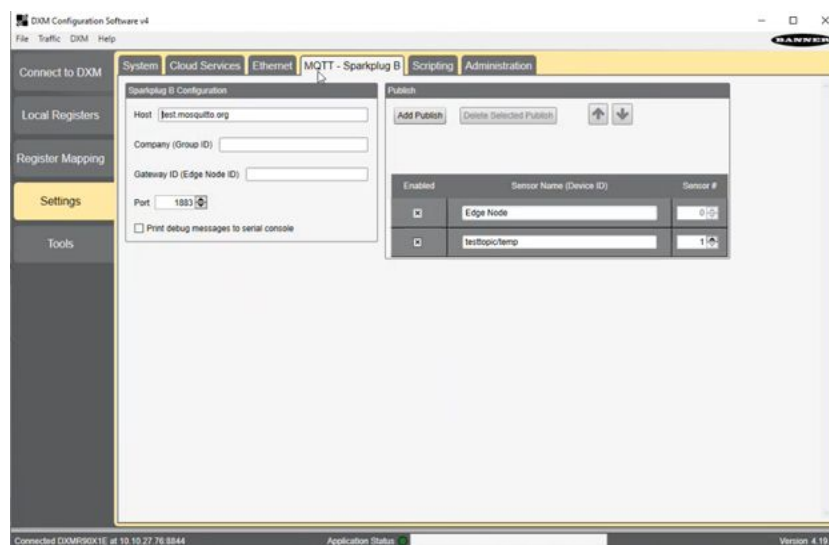 DXM Configuration Software v4
File Traffic DXM Help
BANNER
Connect to DXM
Local Registers
Register Mapping
Settings
Tools
System Cloud Services Ethernet MQTT - Sparkplug B Scripting Administration
Sparkplug B Configuration
Host test.mosquitto.org
Company (Group ID)
Gateway ID (Edge Node ID)
Port 1883
Print debug messages to serial console
Publish
Add Publish Delete Selected Publish
Enabled Sensor Name (Device ID) Sensor #
Edge Node 0
testtopic/temp 1
Connected DXMR90X1E at 10.10.27.76:8844 Application Status Version 4.19